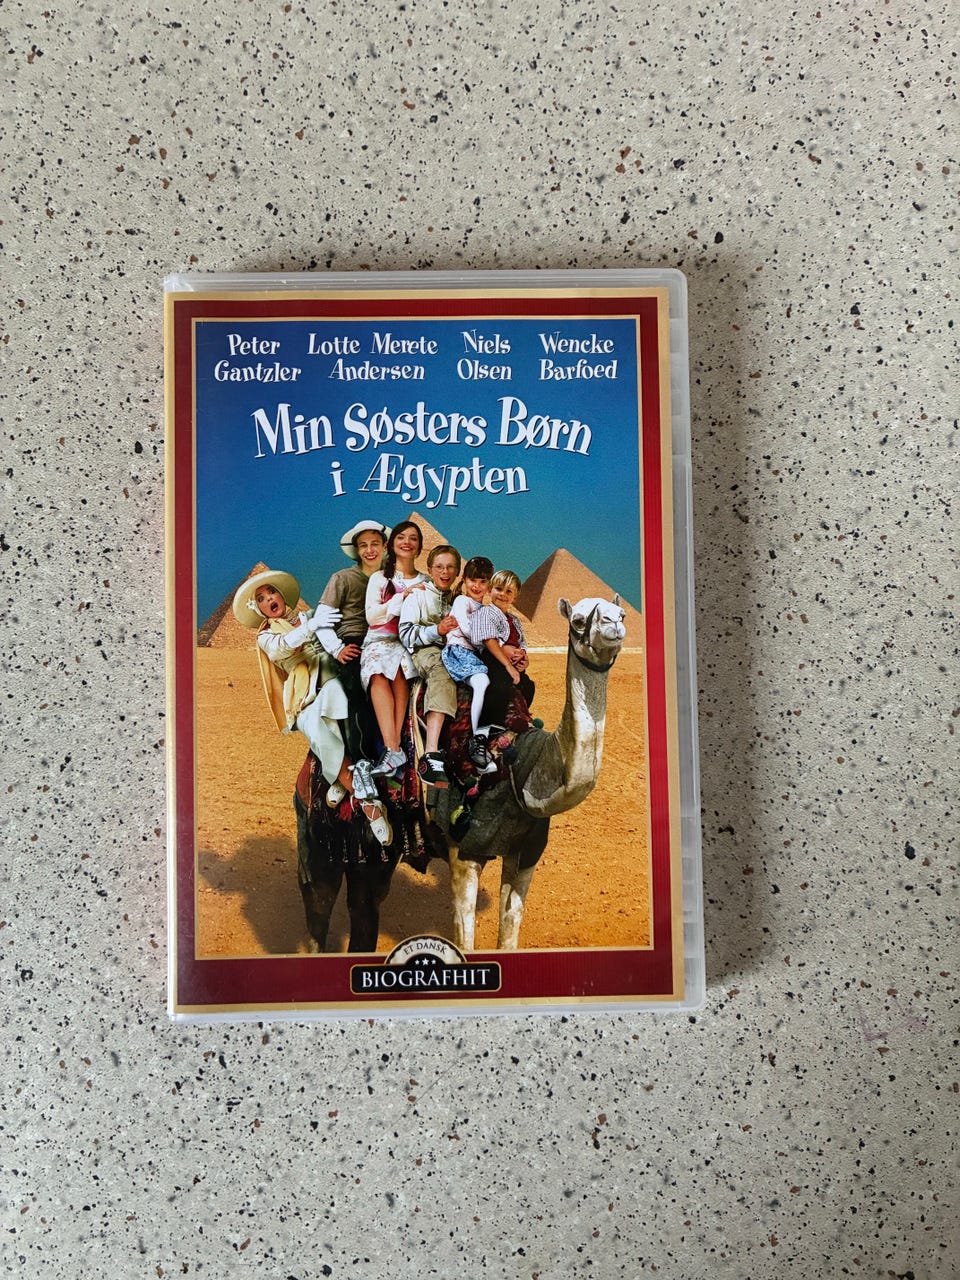 Peter Lotte Merete Niels Wencke
Gantzler Andersen Olsen Barfoed
Min Søsters Børn
i Ægypten
ET DANSK
BIOGRAFHIT